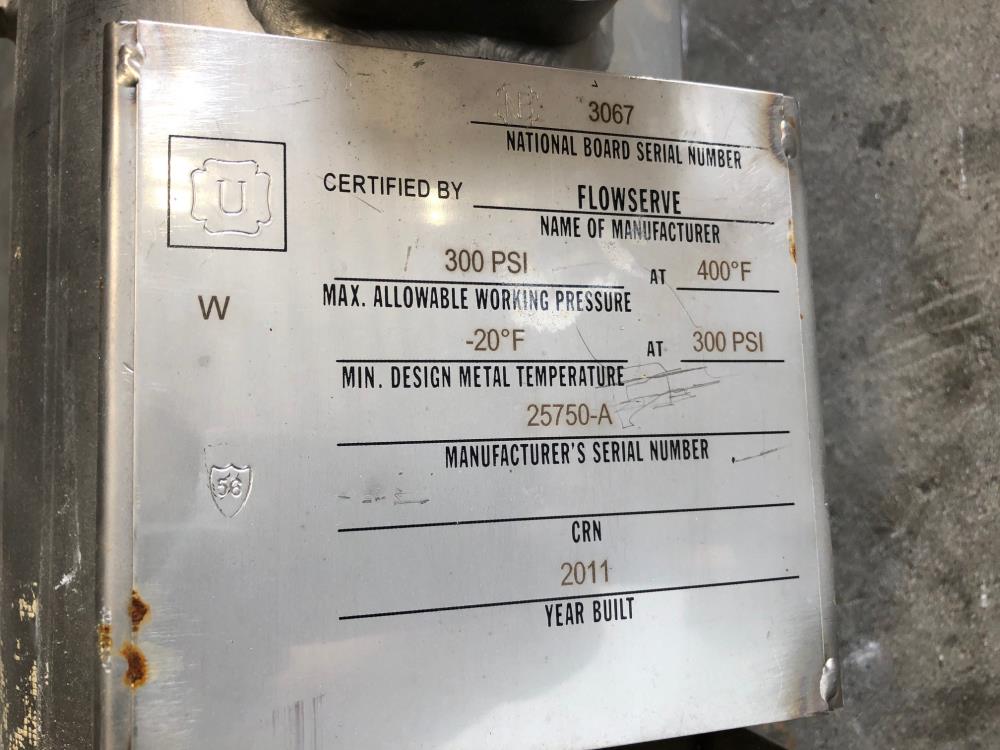 NB 3067
NATIONAL BOARD SERIAL NUMBER
U
CERTIFIED BY FLOWSERVE
NAME OF MANUFACTURER
300 PSI AT 400°F
MAX. ALLOWABLE WORKING PRESSURE
W
-20°F AT 300 PSI
MIN. DESIGN METAL TEMPERATURE
25750-A
MANUFACTURER'S SERIAL NUMBER
56
CRN
2011
YEAR BUILT